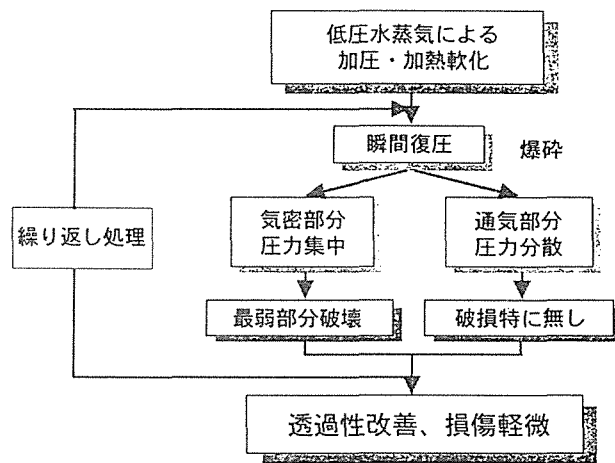 低圧水蒸気による
加圧・加熱軟化
瞬間復圧
爆砕
気密部分
圧力集中
通気部分
圧力分散
繰り返し処理
最弱部分破壊
破損特に無し
透過性改善、損傷軽微